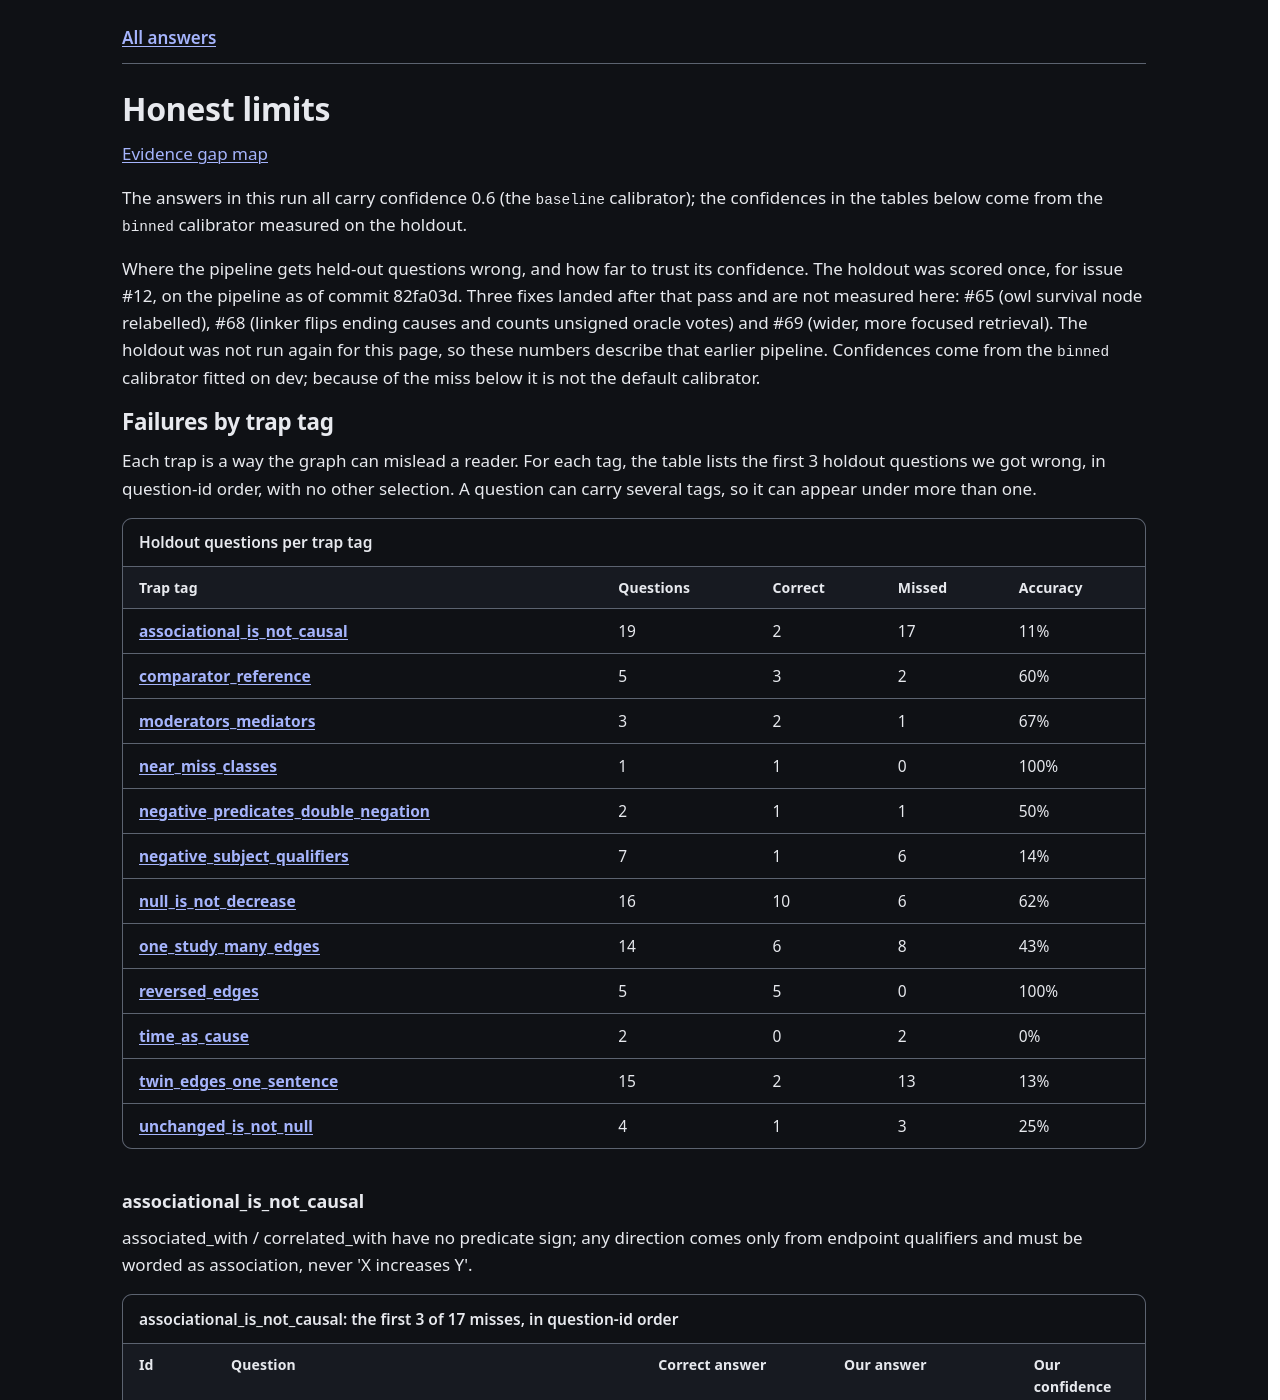 All answers
Honest limits
Evidence gap map
The answers in this run all carry confidence 0.6 (the baseline calibrator); the confidences in the tables below come from the
binned calibrator measured on the holdout.
Where the pipeline gets held-out questions wrong, and how far to trust its confidence. The holdout was scored once, for issue
#12, on the pipeline as of commit 82fa03d. Three fixes landed after that pass and are not measured here: #65 (owl survival node
relabelled), #68 (linker flips ending causes and counts unsigned oracle votes) and #69 (wider, more focused retrieval). The
holdout was not run again for this page, so these numbers describe that earlier pipeline. Confidences come from the binned
calibrator fitted on dev; because of the miss below it is not the default calibrator.
Failures by trap tag
Each trap is a way the graph can mislead a reader. For each tag, the table lists the first 3 holdout questions we got wrong, in
question-id order, with no other selection. A question can carry several tags, so it can appear under more than one.
Holdout questions per trap tag
Trap tag Questions Correct Missed Accuracy
associational_is_not_causal 19 2 17 11%
comparator_reference 5 3 2 60%
moderators_mediators 3 2 1 67%
near_miss_classes 1 1 0 100%
negative_predicates_double_negation 2 1 1 50%
negative_subject_qualifiers 7 1 6 14%
null_is_not_decrease 16 10 6 62%
one_study_many_edges 14 6 8 43%
reversed_edges 5 5 0 100%
time_as_cause 2 0 2 0%
twin_edges_one_sentence 15 2 13 13%
unchanged_is_not_null 4 1 3 25%
associational_is_not_causal
associated_with / correlated_with have no predicate sign; any direction comes only from endpoint qualifiers and must be
worded as association, never 'X increases Y'.
associational_is_not_causal: the first 3 of 17 misses, in question-id order
Id Question Correct answer Our answer Our
confidence